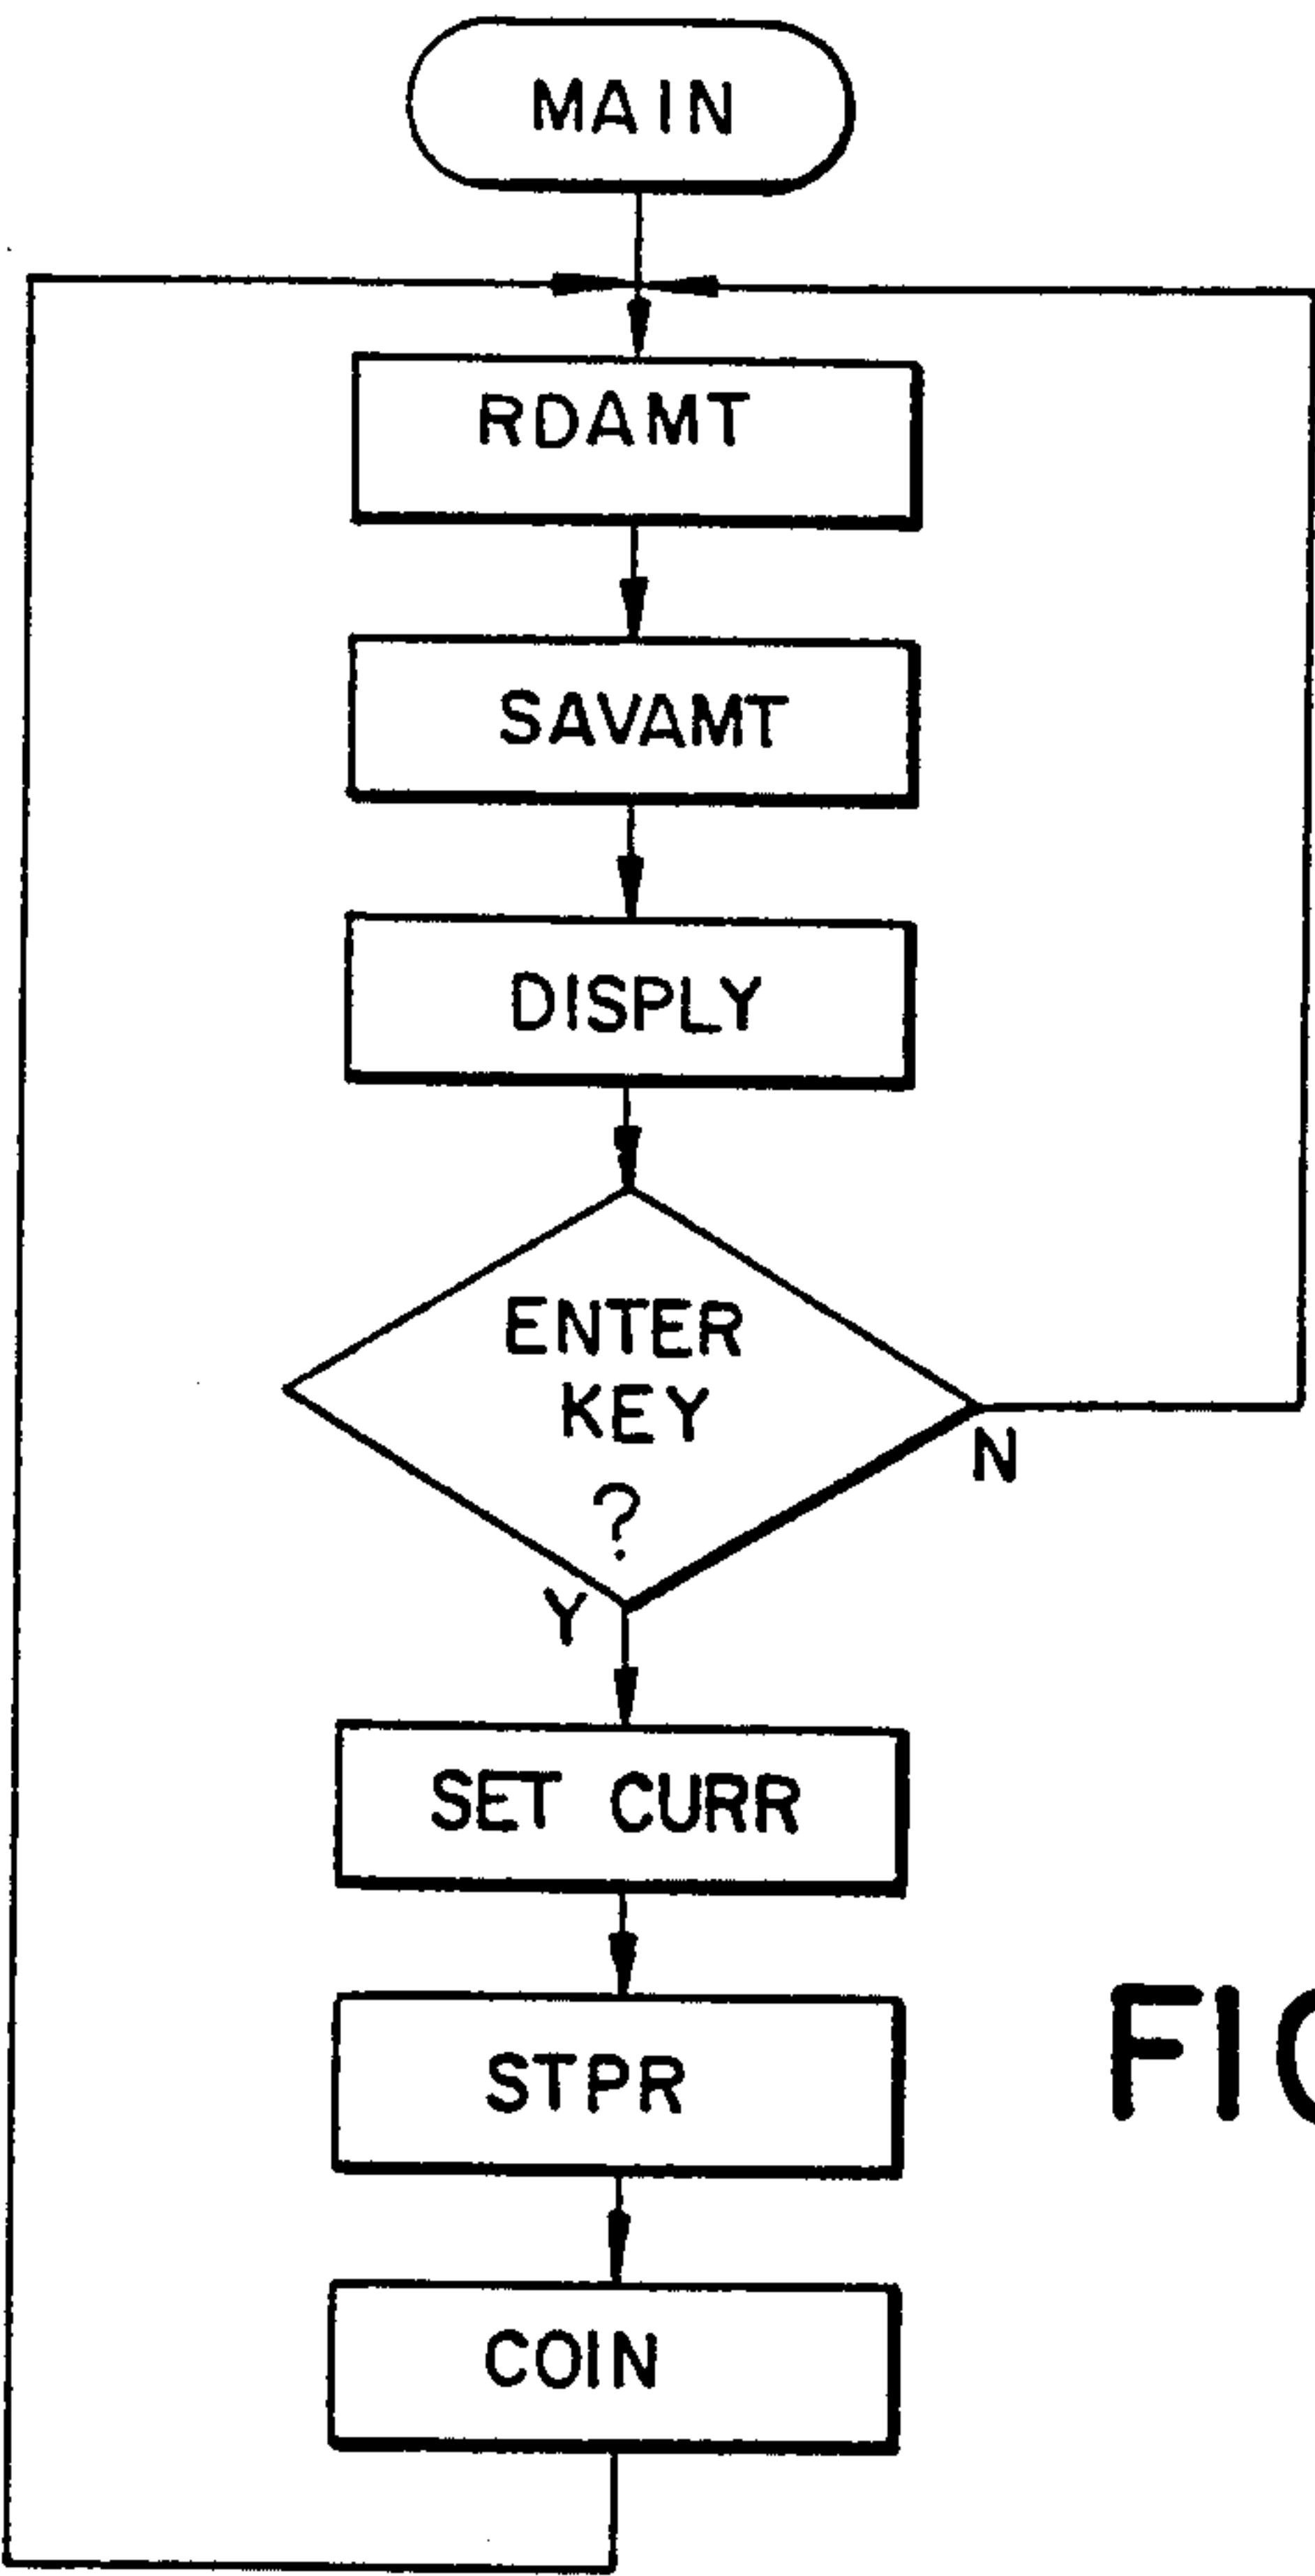 MAIN
RDAMT
SAVAMT
DISPLY
ENTER
KEY
?
N
Y
SET CURR
STPR
COIN